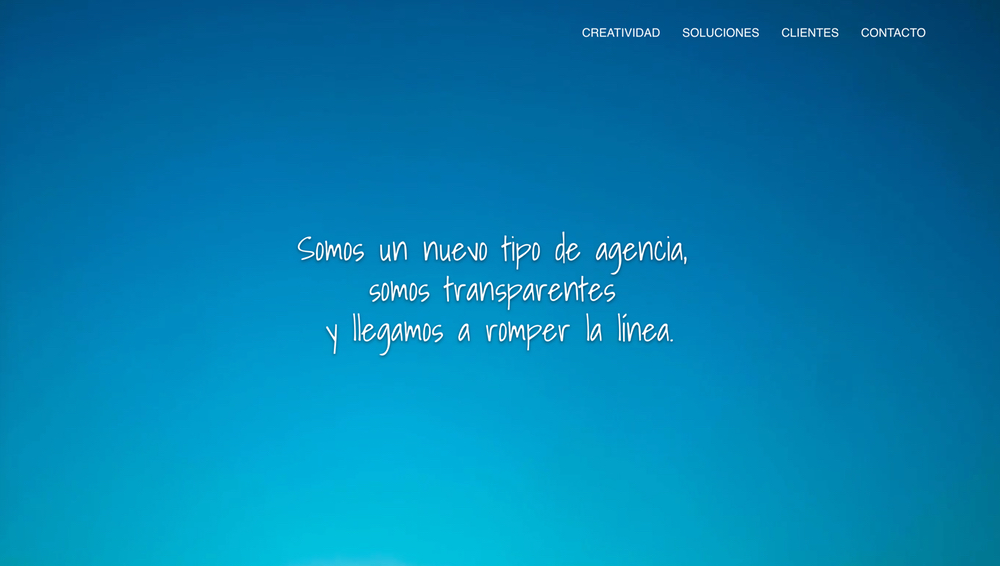 CREATIVIDAD SOLUCIONES CLIENTES CONTACTO
Somos un nuevo tipo de agencia,
somos transparentes
y llegamos a romper la línea.